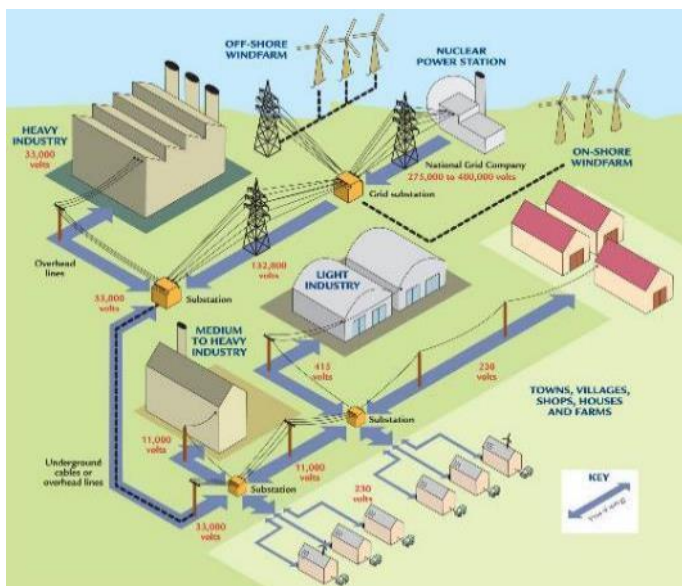 OFF-SHORE
WINDFARM
NUCLEAR
POWER STATION
HEAVY
INDUSTRY
33,000
volts
National Grid Company
275,000 to 400,000 volts
ON-SHORE
WINDFARM
Grid substation
Overhead
lines
132,000
volts
LIGHT
INDUSTRY
33,000
volts
Substation
MEDIUM
TO HEAVY
INDUSTRY
415
volts
230
volts
TOWNS, VILLAGES,
SHOPS, HOUSES
AND FARMS
Substation
11,000
volts
11,000
volts
Underground
cables or
overhead lines
Substation
230
volts
33,000
volts
KEY